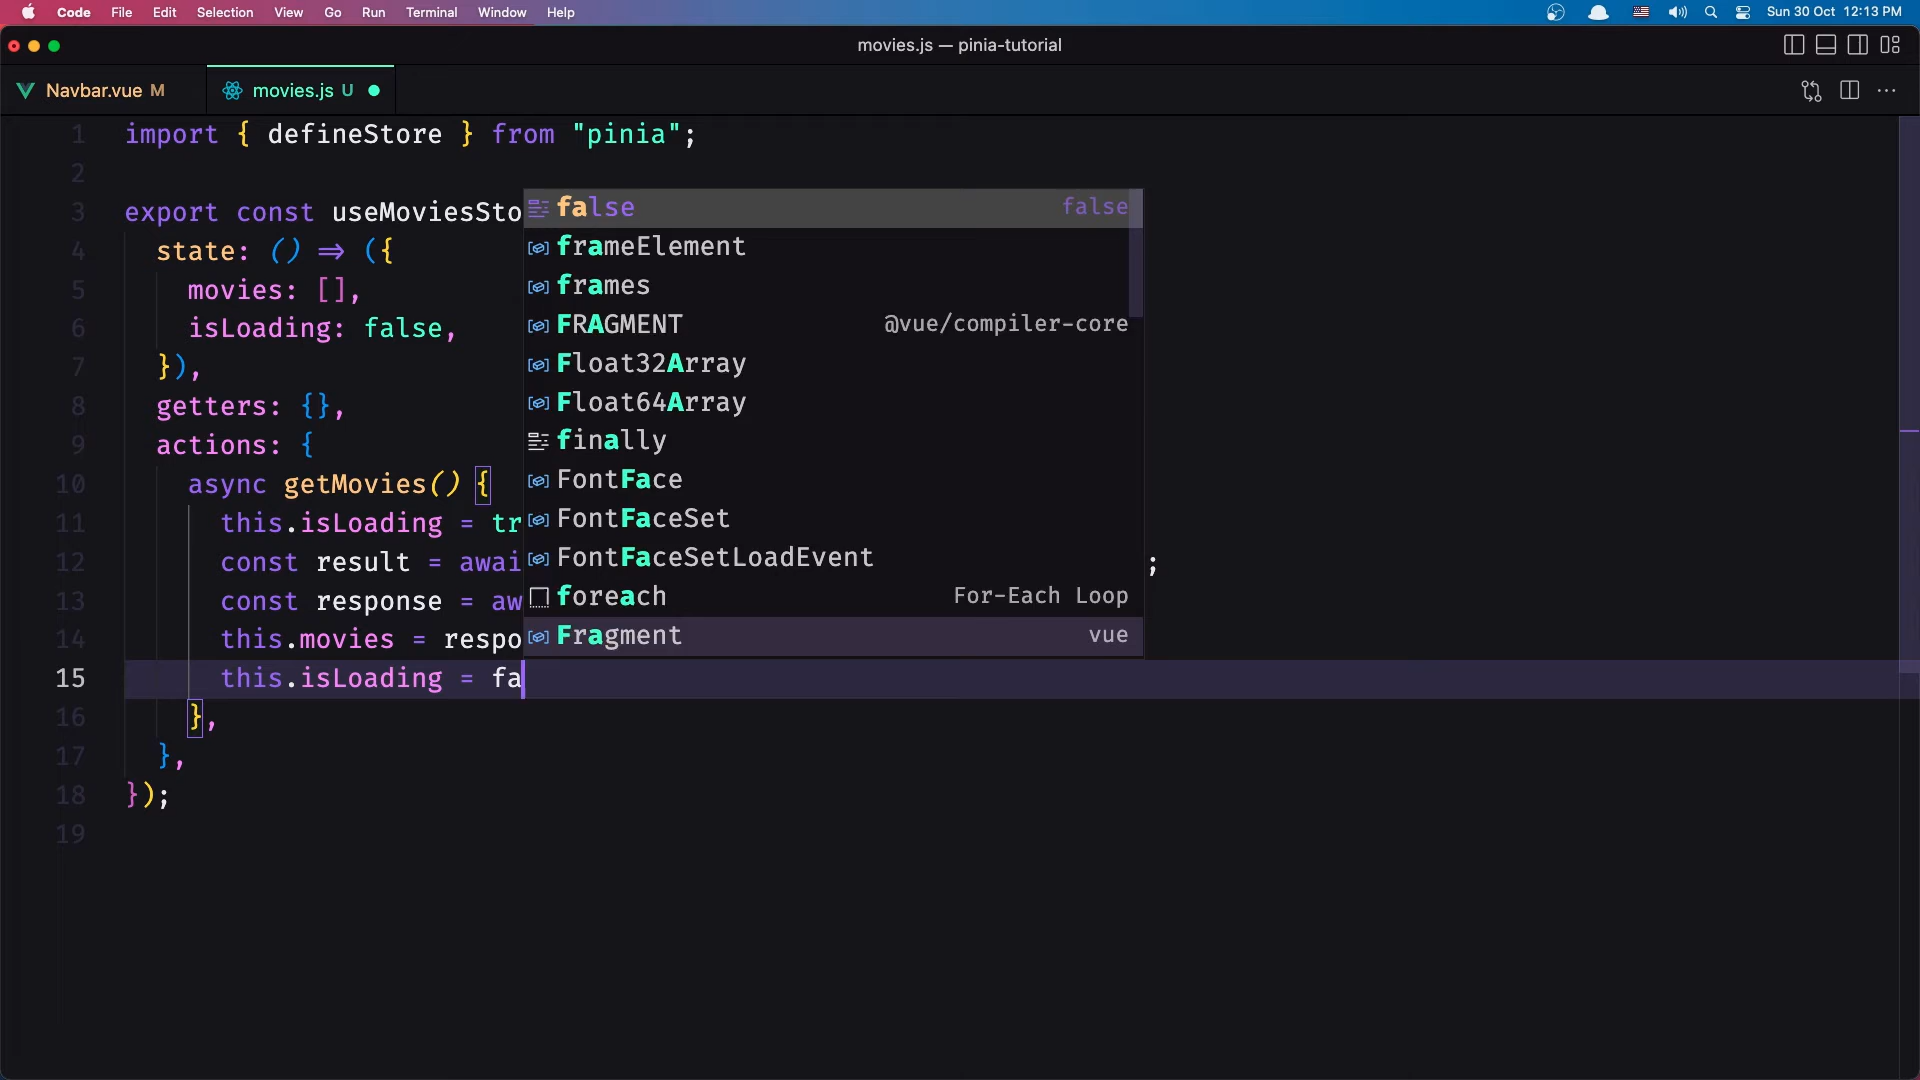 Code File Edit Selection View Go Run Terminal Window Help Sun 30 Oct 12:13 PM
movies.js — pinia-tutorial
Navbar.vue M movies.js U
1 import { defineStore } from "pinia";
2
3 export const useMoviesSto
4 state: () => ({
5 movies: [],
6 isLoading: false,
7 }),
8 getters: {},
9 actions: {
10 async getMovies() {
11 this.isLoading = tr
12 const result = awai ;
13 const response = aw
14 this.movies = respo
15 this.isLoading = fa
16 },
17 },
18 });
19
false false
frameElement
frames
FRAGMENT @vue/compiler-core
Float32Array
Float64Array
finally
FontFace
FontFaceSet
FontFaceSetLoadEvent
foreach For-Each Loop
Fragment vue